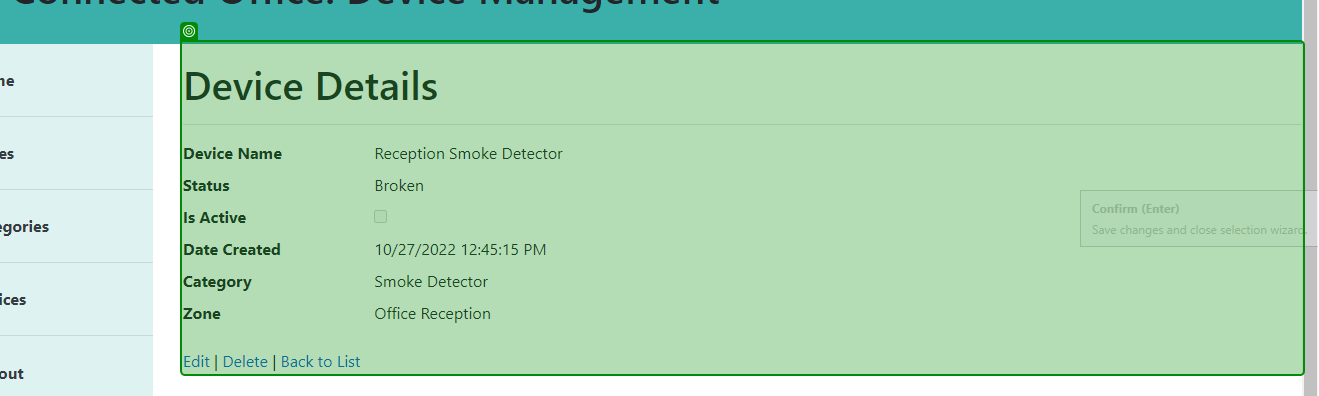 Connected Office: Device Management
Device Details
Device Name Reception Smoke Detector
Status Broken
Is Active
Date Created 10/27/2022 12:45:15 PM
Category Smoke Detector
Zone Office Reception
Edit | Delete | Back to List
me
es
egories
ices
out
Confirm (Enter)
Save changes and close selection wizard.